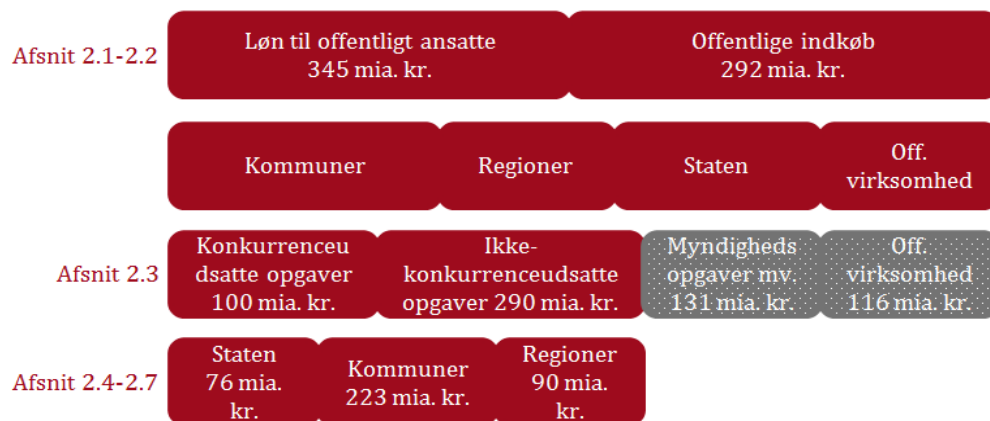 Afsnit 2.1-2.2
Løn til offentligt ansatte
345 mia. kr.
Offentlige indkøb
292 mia. kr.
Kommuner
Regioner
Staten
Off.
virksomhed
Afsnit 2.3
Konkurrenceu
dsatte opgaver
100 mia. kr.
Ikke-
konkurrenceudsatte
opgaver 290 mia. kr.
Myndigheds
opgaver mv.
131 mia. kr.
Off.
virksomhed
116 mia. kr.
Afsnit 2.4-2.7
Staten
76 mia.
kr.
Kommuner
223 mia. kr.
Regioner
90 mia.
kr.